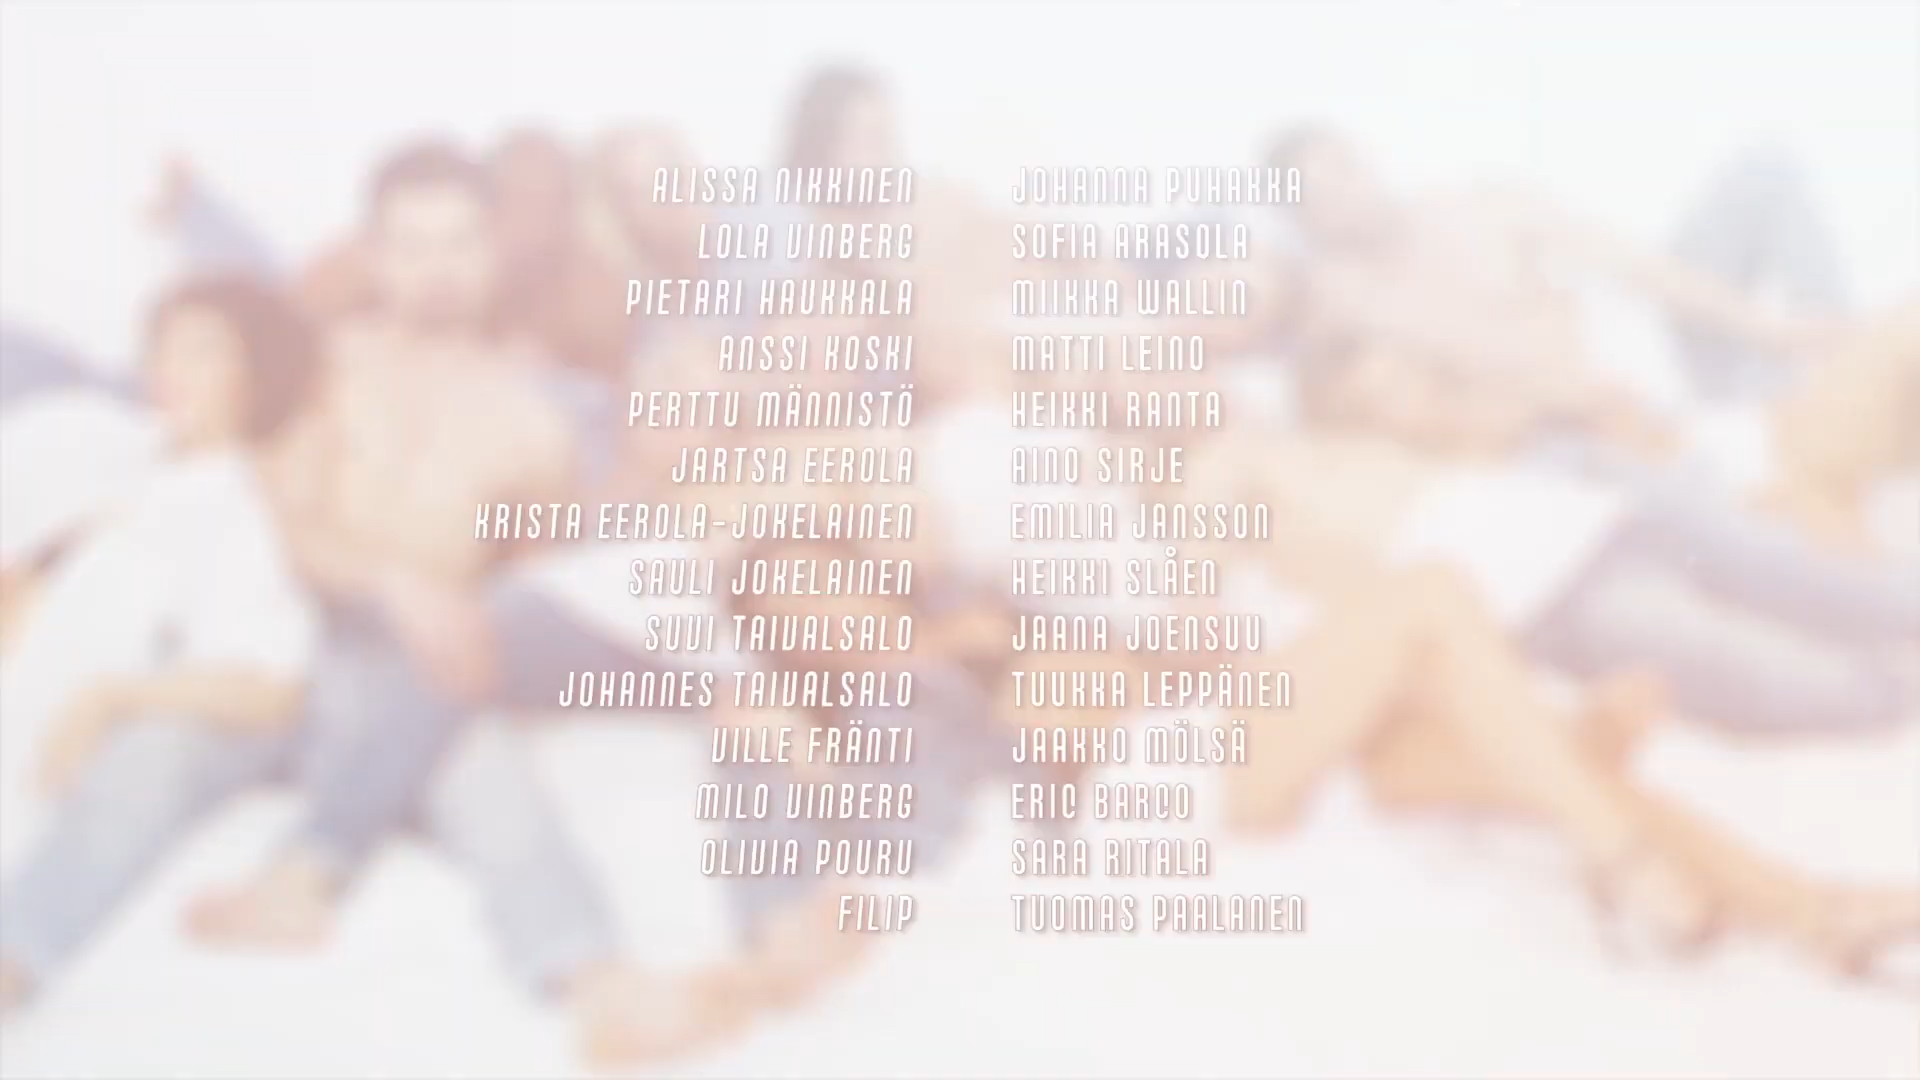 ALISSA NIKKINEN JOHANNA PUHAKKA
LOLA VINBERG SOFIA ARASOLA
PIETARI HAUKKALA MIIKKA WALLIN
ANSSI KOSKI MATTI LEINO
PERTTU MÄNNISTÖ HEIKKI RANTA
JARTSA EEROLA AINO SIRJE
KRISTA EEROLA-JOKELAINEN EMILIA JANSSON
SAULI JOKELAINEN HEIKKI SLÅEN
SUVI TAIVALSALO JAANA JOENSUU
JOHANNES TAIVALSALO TUUKKA LEPPÄNEN
VILLE FRÄNTI JAAKKO MÖLSÄ
MILO VINBERG ERIC BARCO
OLIVIA POURU SARA RITALA
FILIP TUOMAS PAALANEN